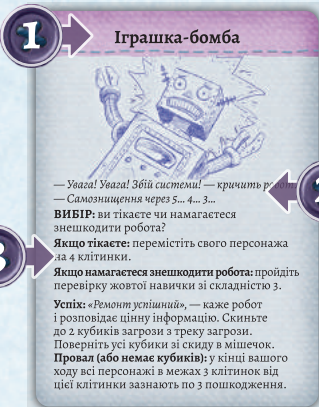 1
Іграшка-бомба
— Увага! Увага! Збій системи! — кричить робот.
— Самознищення через 5... 4... 3...
2
ВИБІР: ви тікаєте чи намагаєтеся
знешкодити робота?
Якщо тікаєте: перемістіть свого персонажа
на 4 клітинки.
3
Якщо намагаєтеся знешкодити робота: пройдіть
перевірку жовтої навички зі складністю 3.
Успіх: «Ремонт успішний», — каже робот
і розповідає цінну інформацію. Скиньте
до 2 кубиків загрози з треку загрози.
Поверніть усі кубики зі скиду в мішечок.
Провал (або немає кубиків): у кінці вашого
ходу всі персонажі в межах 3 клітинок від
цієї клітинки зазнають по 3 пошкодження.